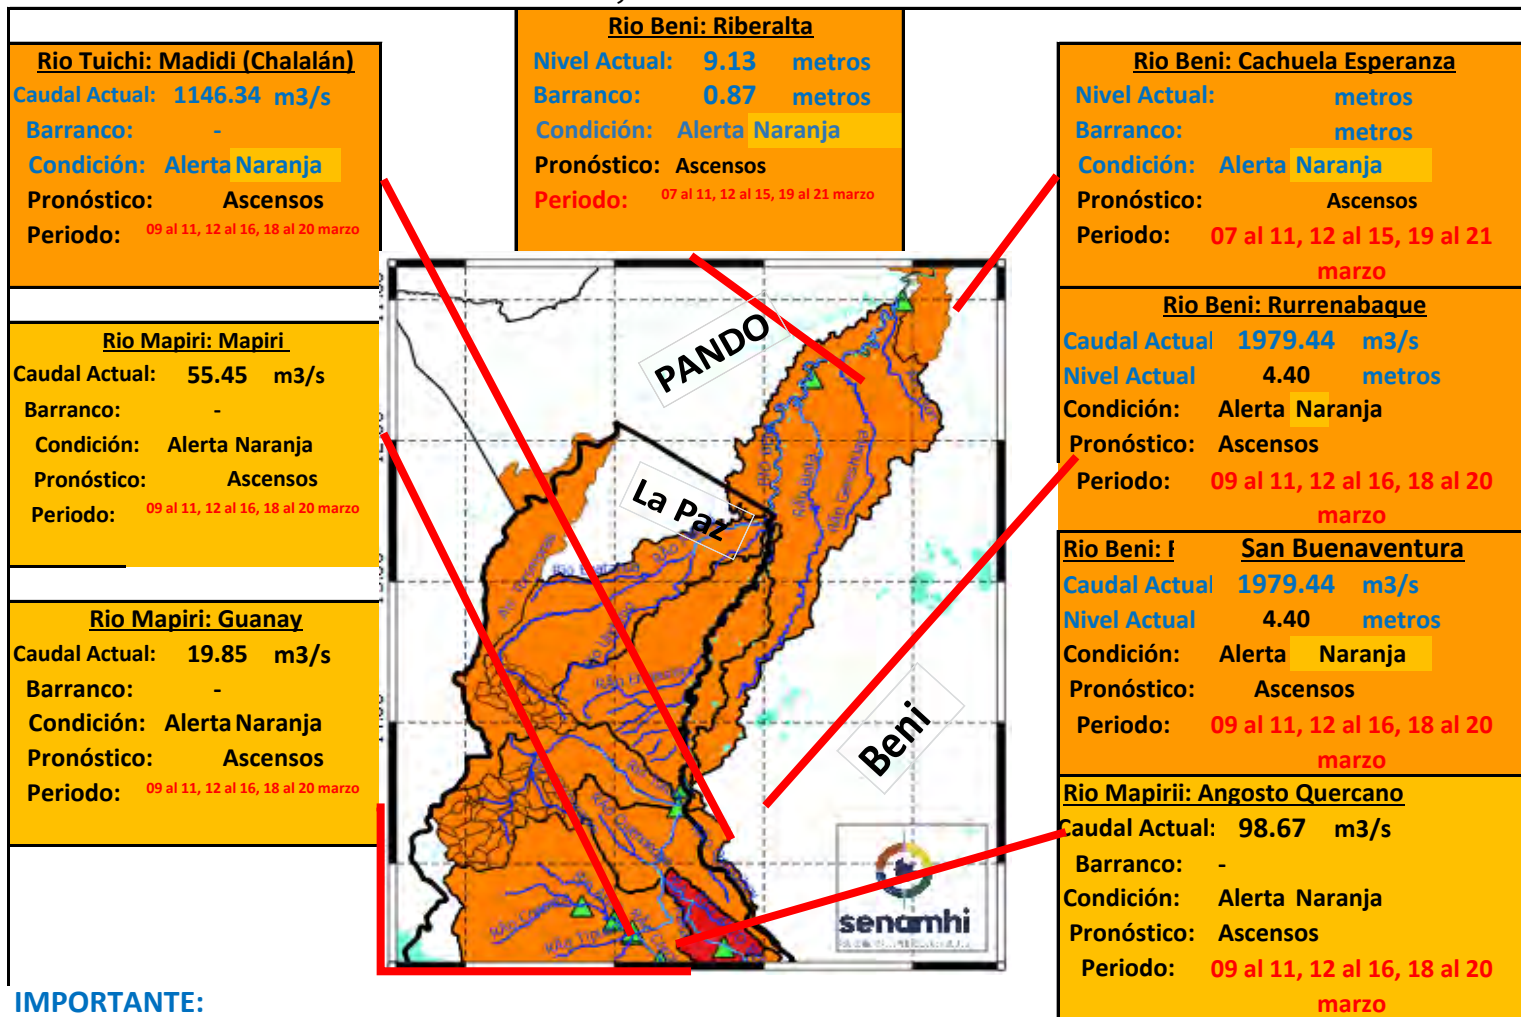 Rio Tuichi: Madidi (Chalalán)
Caudal Actual: 1146.34 m3/s
Barranco: -
Condición: Alerta Naranja
Pronóstico: Ascensos
Periodo: 09 al 11, 12 al 16, 18 al 20 marzo
Rio Mapiri: Mapiri
Caudal Actual: 55.45 m3/s
Barranco: -
Condición: Alerta Naranja
Pronóstico: Ascensos
Periodo: 09 al 11, 12 al 16, 18 al 20 marzo
Rio Mapiri: Guanay
Caudal Actual: 19.85 m3/s
Barranco: -
Condición: Alerta Naranja
Pronóstico: Ascensos
Periodo: 09 al 11, 12 al 16, 18 al 20 marzo
Rio Beni: Riberalta
Nivel Actual: 9.13 metros
Barranco: 0.87 metros
Condición: Alerta Naranja
Pronóstico: Ascensos
Periodo: 07 al 11, 12 al 15, 19 al 21 marzo
PANDO
La Paz
Beni
senamhi
Rio Beni: Cachuela Esperanza
Nivel Actual: metros
Barranco: metros
Condición: Alerta Naranja
Pronóstico: Ascensos
Periodo: 07 al 11, 12 al 15, 19 al 21
marzo
Rio Beni: Rurrenabaque
Caudal Actual 1979.44 m3/s
Nivel Actual 4.40 metros
Condición: Alerta Naranja
Pronóstico: Ascensos
Periodo: 09 al 11, 12 al 16, 18 al 20
marzo
Rio Beni: San Buenaventura
Caudal Actual 1979.44 m3/s
Nivel Actual 4.40 metros
Condición: Alerta Naranja
Pronóstico: Ascensos
Periodo: 09 al 11, 12 al 16, 18 al 20
marzo
Rio Mapirii: Angosto Quercano
Caudal Actual: 98.67 m3/s
Barranco: -
Condición: Alerta Naranja
Pronóstico: Ascensos
Periodo: 09 al 11, 12 al 16, 18 al 20
marzo
IMPORTANTE: